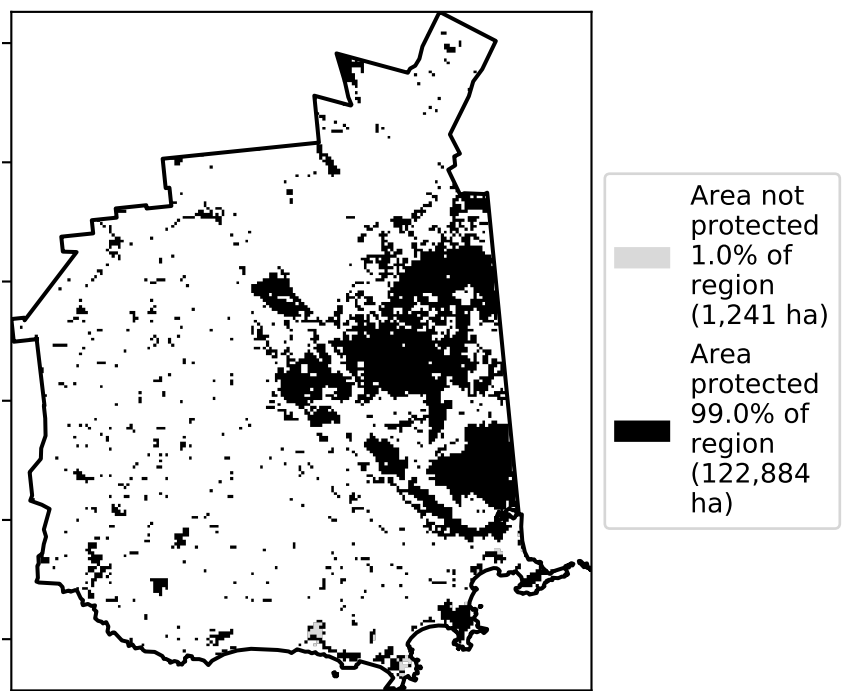 Area not
protected
1.0% of
region
(1,241 ha)
Area
protected
99.0% of
region
(122,884
ha)